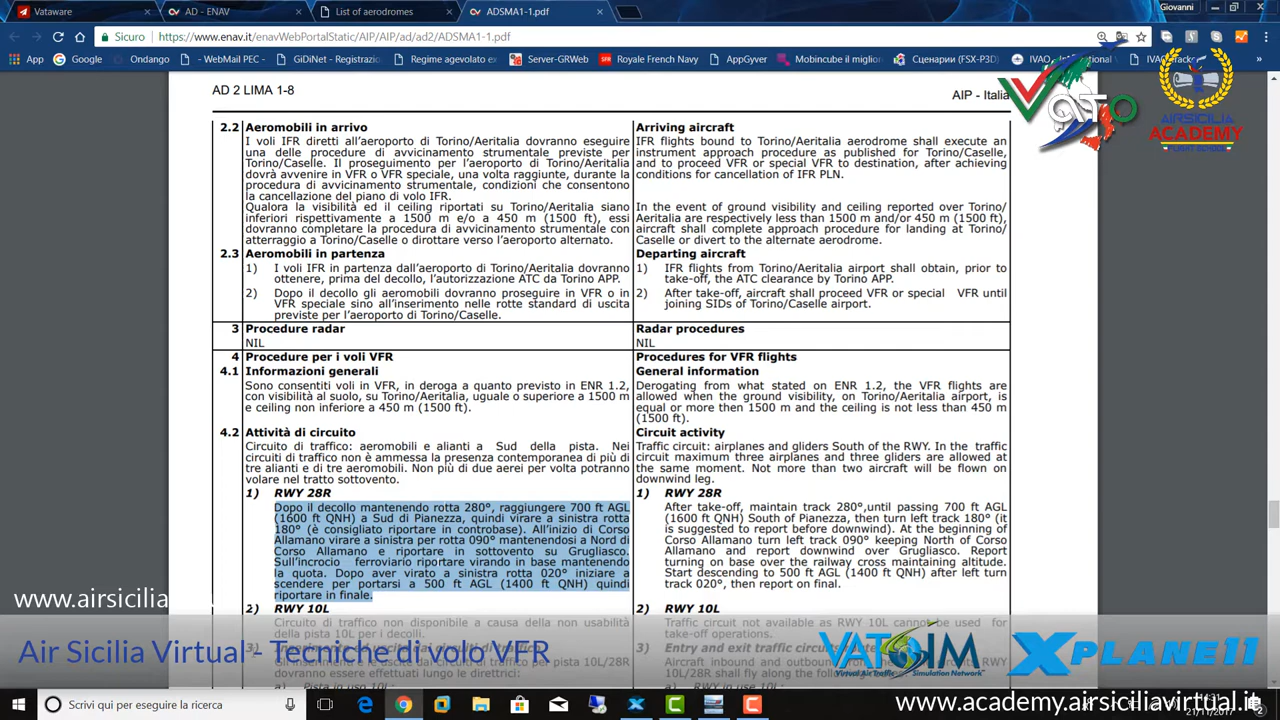 Vataware
AD - ENAV
List of aerodromes
ADSMA1-1.pdf
Giovanni
Sicuro
https://www.enav.it/enavWebPortalStatic/AIP/AIP/ad/ad2/ADSMA1-1.pdf
App
Google
Ondango
- WebMail PEC -
GiDiNet - Registrazio
Regime agevolato ex
Server-GRWeb
Royale French Navy
AppGyver
Mobincube il miglior
Сценарии (FSX-P3D)
AD 2 LIMA 1-8
AIP - Italia
VATO
AIRSICILIA
ACADEMY
FLIGHT SCHOOL
2.2 Aeromobili in arrivo
I voli IFR diretti all'aeroporto di Torino/Aeritalia dovranno eseguire
una delle procedure di avvicinamento strumentale previste per
Torino/Caselle. Il proseguimento per l'aeroporto di Torino/Aeritalia
dovrà avvenire in VFR o VFR speciale, una volta raggiunte, durante la
procedura di avvicinamento strumentale, condizioni che consentono
la cancellazione del piano di volo IFR.
Qualora la visibilità ed il ceiling riportati su Torino/Aeritalia siano
inferiori rispettivamente a 1500 m e/o a 450 m (1500 ft), essi
dovranno completare la procedura di avvicinamento strumentale con
atterraggio a Torino/Caselle o dirottare verso l'aeroporto alternato.
Arriving aircraft
IFR flights bound to Torino/Aeritalia aerodrome shall execute an
instrument approach procedure as published for Torino/Caselle,
and to proceed VFR or special VFR to destination, after achieving
conditions for cancellation of IFR PLN.
In the event of ground visibility and ceiling reported over Torino/
Aeritalia are respectively less than 1500 m and/or 450 m (1500 ft),
aircraft shall complete approach procedure for landing at Torino/
Caselle or divert to the alternate aerodrome.
2.3 Aeromobili in partenza
1) I voli IFR in partenza dall'aeroporto di Torino/Aeritalia dovranno
ottenere, prima del decollo, l'autorizzazione ATC da Torino APP.
2) Dopo il decollo gli aeromobili dovranno proseguire in VFR o in
VFR speciale sino all'inserimento nelle rotte standard di uscita
previste per l'aeroporto di Torino/Caselle.
Departing aircraft
1) IFR flights from Torino/Aeritalia airport shall obtain, prior to
take-off, the ATC clearance by Torino APP.
2) After take-off, aircraft shall proceed VFR or special VFR until
joining SIDs of Torino/Caselle airport.
3 Procedure radar
NIL
Radar procedures
NIL
4 Procedure per i voli VFR
Procedures for VFR flights
4.1 Informazioni generali
Sono consentiti voli in VFR, in deroga a quanto previsto in ENR 1.2,
con visibilità al suolo, su Torino/Aeritalia, uguale o superiore a 1500 m
e ceiling non inferiore a 450 m (1500 ft).
General information
Derogating from what stated on ENR 1.2, the VFR flights are
allowed when the ground visibility, on Torino/Aeritalia airport, is
equal or more then 1500 m and the ceiling is not less than 450 m
(1500 ft).
4.2 Attività di circuito
Circuito di traffico: aeromobili e alianti a Sud della pista. Nei
circuiti di traffico non è ammessa la presenza contemporanea di più di
tre alianti e di tre aeromobili. Non più di due aerei per volta potranno
volare nel tratto sottovento.
Circuit activity
Traffic circuit: airplanes and gliders South of the RWY. In the traffic
circuit maximum three airplanes and three gliders are allowed at
the same moment. Not more than two aircraft will be flown on
downwind leg.
1) RWY 28R
Dopo il decollo mantenendo rotta 280°, raggiungere 700 ft AGL
(1600 ft QNH) a Sud di Pianezza, quindi virare a sinistra rotta
180° (è consigliato riportare in controbase). All'inizio di Corso
Allamano virare a sinistra per rotta 090° mantenendosi a Nord di
Corso Allamano e riportare in sottovento su Grugliasco.
Sull'incrocio ferroviario riportare virando in base mantenendo
la quota. Dopo aver virato a sinistra rotta 020° iniziare a
scendere per portarsi a 500 ft AGL (1400 ft QNH) quindi
riportare in finale.
1) RWY 28R
After take-off, maintain track 280°,until passing 700 ft AGL
(1600 ft QNH) South of Pianezza, then turn left track 180° (it
is suggested to report before downwind). At the beginning of
Corso Allamano turn left track 090° keeping North of Corso
Allamano and report downwind over Grugliasco. Report
turning on base over the railway cross maintaining altitude.
Start descending to 500 ft AGL (1400 ft QNH) after left turn
track 020°, then report on final.
2) RWY 10L
Circuito di traffico non disponibile a causa della non usabilità
della pista 10L per i decolli.
2) RWY 10L
Traffic circuit not available as RWY 10L cannot be used for
take-off operations.
www.airsicilia
Air Sicilia Virtual - Tecniche di Volo VFR
VATSIM
Virtual Air Traffic Simulation Network
X PLANE 11
www.academy.airsiciliavirtual.it
Scrivi qui per eseguire la ricerca
21/11/2017